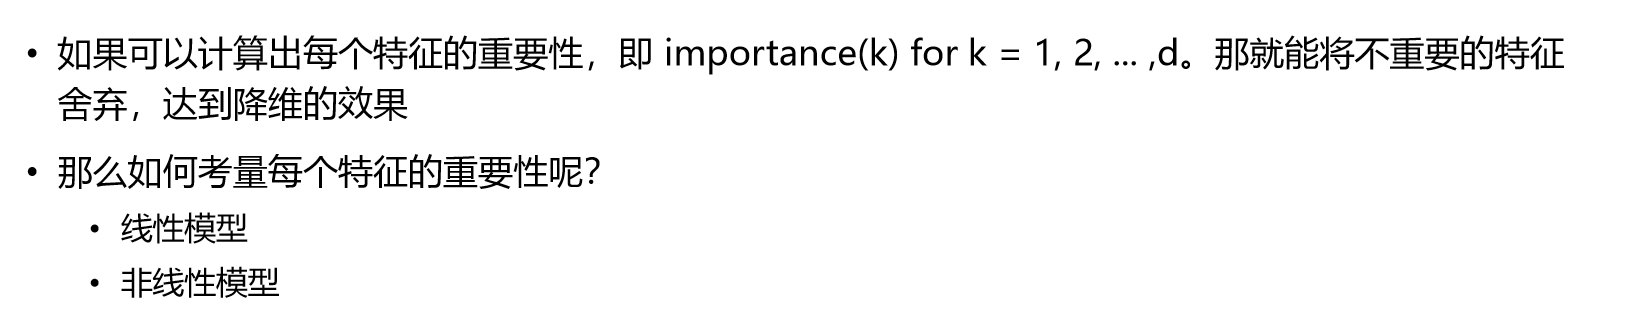 • 如果可以计算出每个特征的重要性，即 importance(k) for k = 1, 2, ... ,d。那就能将不重要的特征
舍弃，达到降维的效果
• 那么如何考量每个特征的重要性呢？
• 线性模型
• 非线性模型